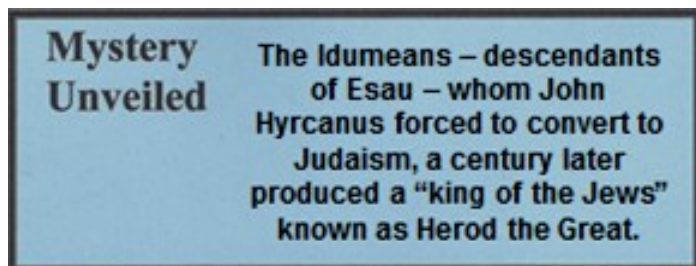 Mystery
Unveiled
The Idumeans – descendants
of Esau – whom John
Hyrcanus forced to convert to
Judaism, a century later
produced a “king of the Jews”
known as Herod the Great.